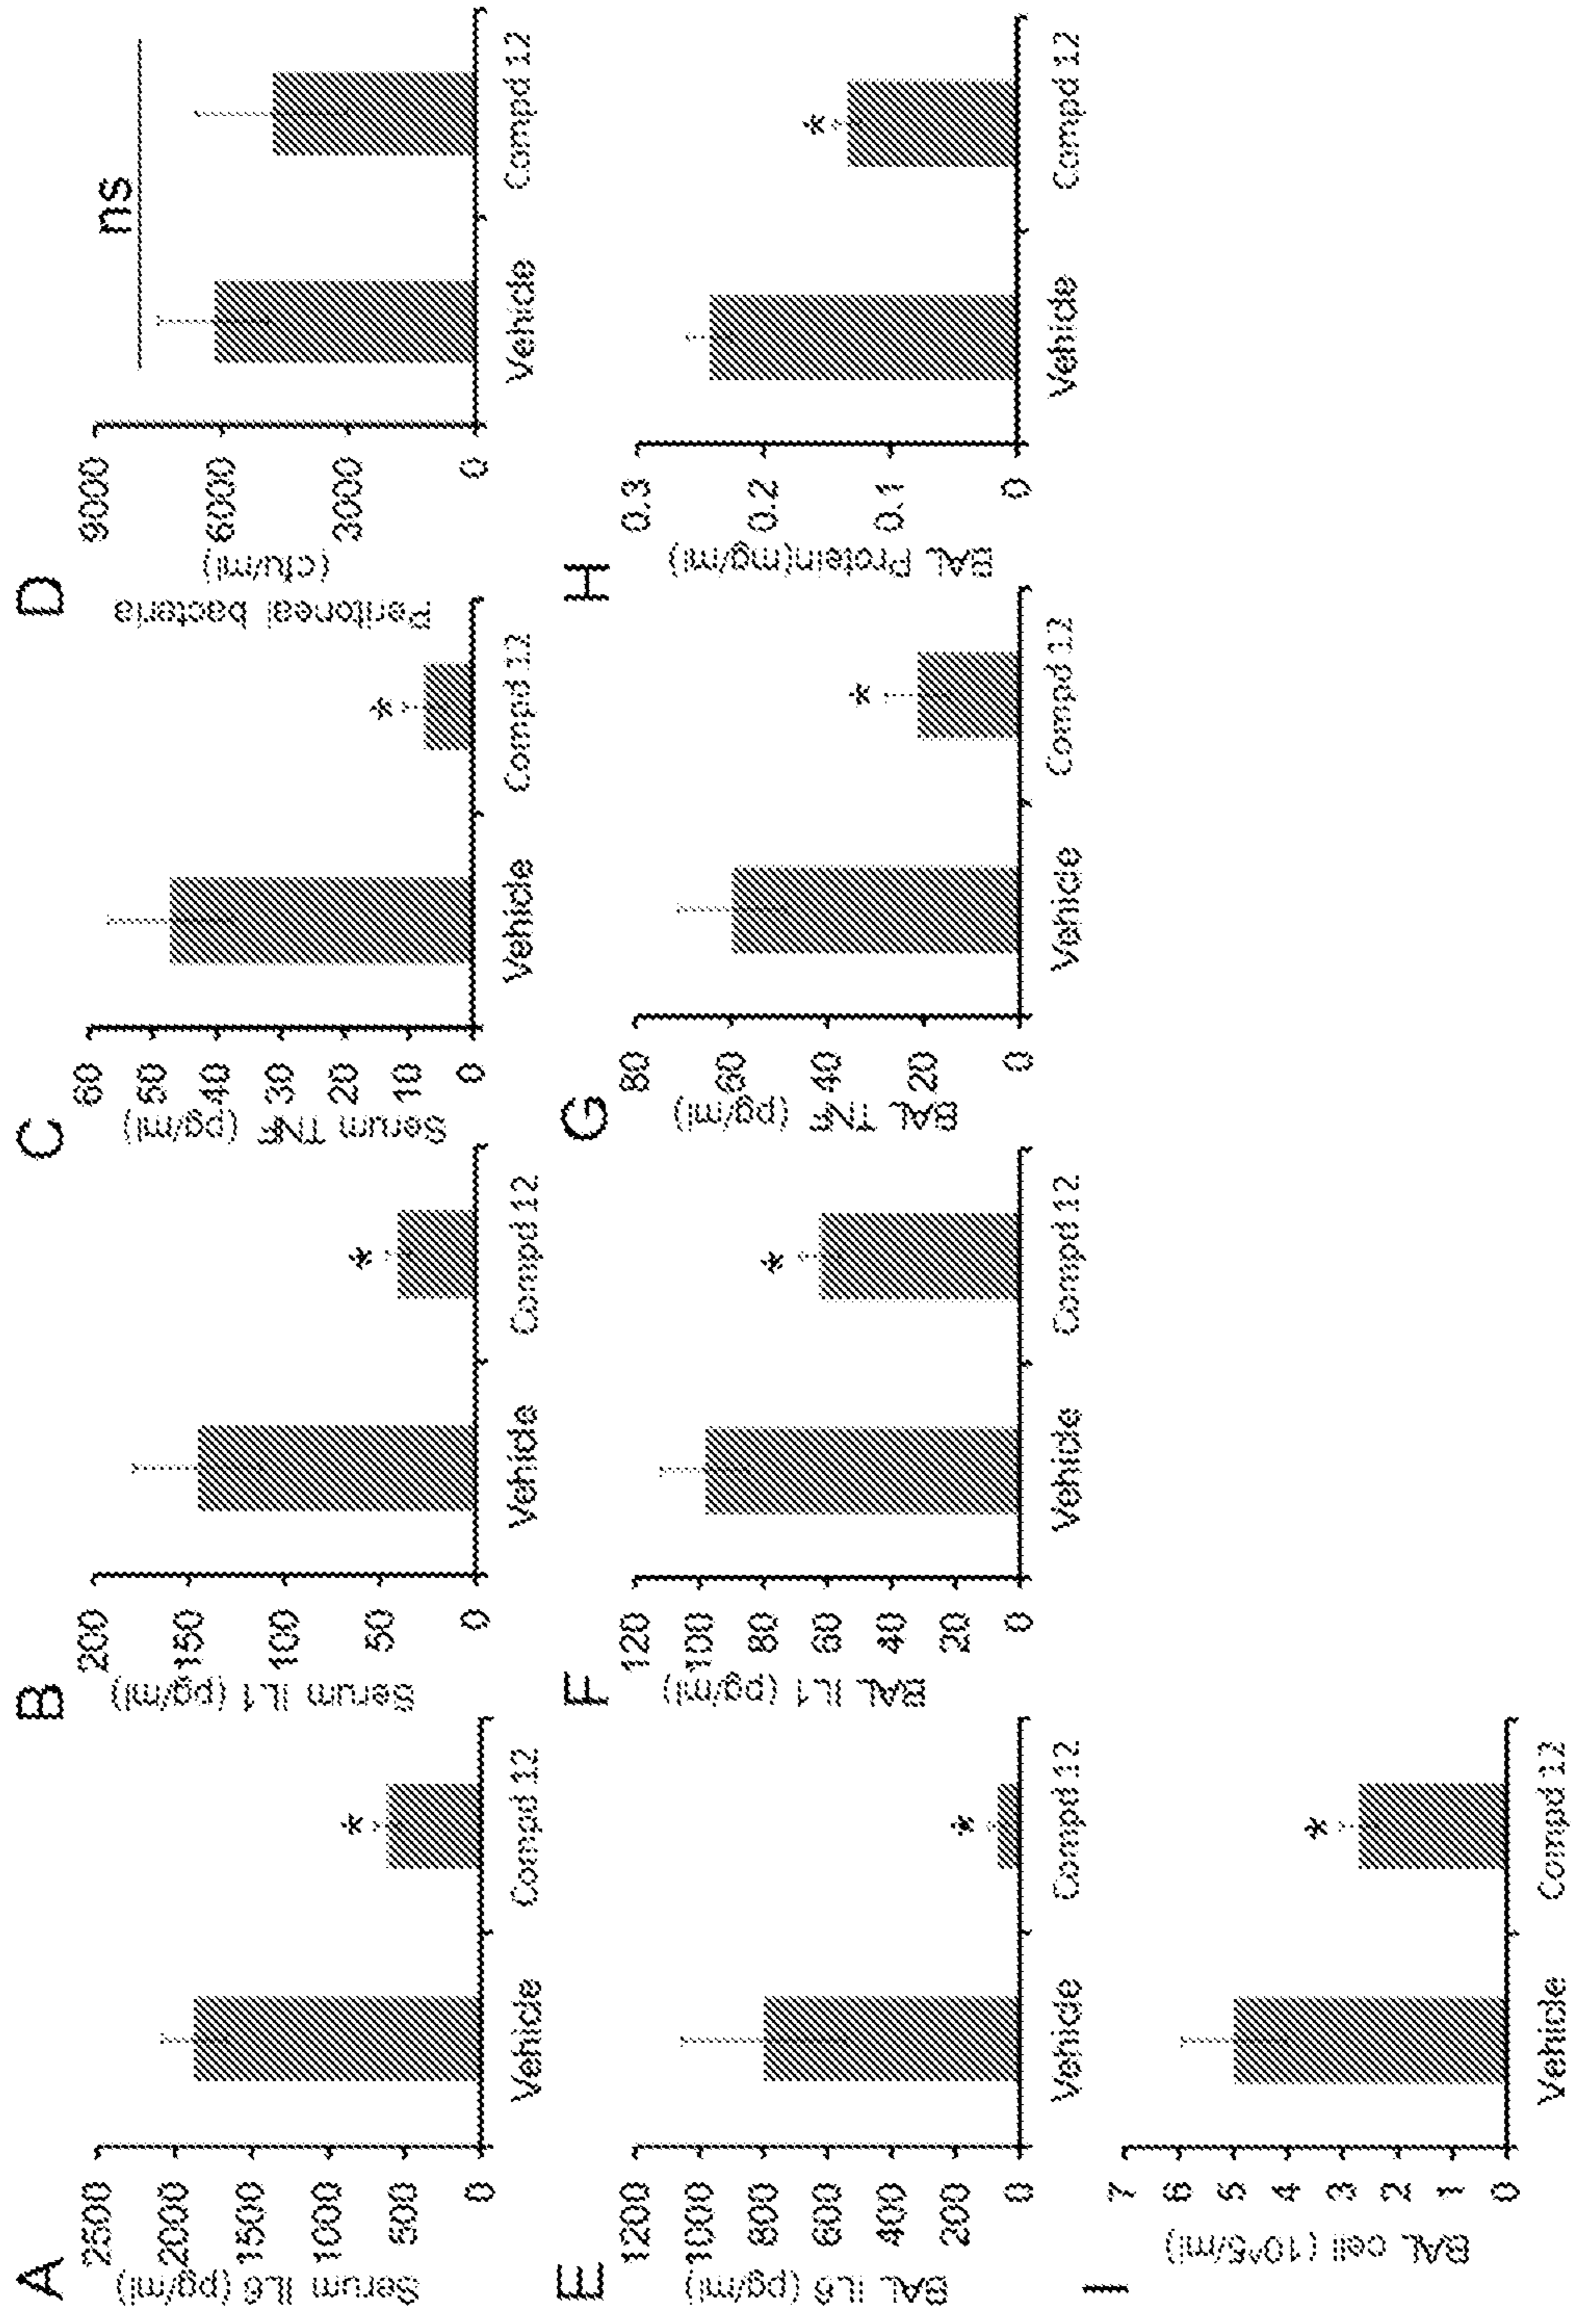 A
Serum IL6 (pg/ml)
2500
2000
1500
1000
500
0
*
Vehicle
Compd 12
B
Serum IL1 (pg/ml)
200
150
100
50
0
*
Vehicle
Compd 12
C
Serum TNF (pg/ml)
60
50
40
30
20
10
0
*
Vehicle
Compd 12
D
Peritoneal bacteria
(cfu/ml)
9000
6000
3000
0
ns
Vehicle
Compd 12
E
BAL IL6 (pg/ml)
1200
1000
800
600
400
200
0
*
Vehicle
Compd 12
F
BAL IL1 (pg/ml)
120
100
80
60
40
20
0
*
Vehicle
Compd 12
G
BAL TNF (pg/ml)
80
60
40
20
0
*
Vehicle
Compd 12
H
BAL Protein(mg/ml)
0.3
0.2
0.1
0
*
Vehicle
Compd 12
I
BAL cell (10^5/ml)
7
6
5
4
3
2
1
0
*
Vehicle
Compd 12